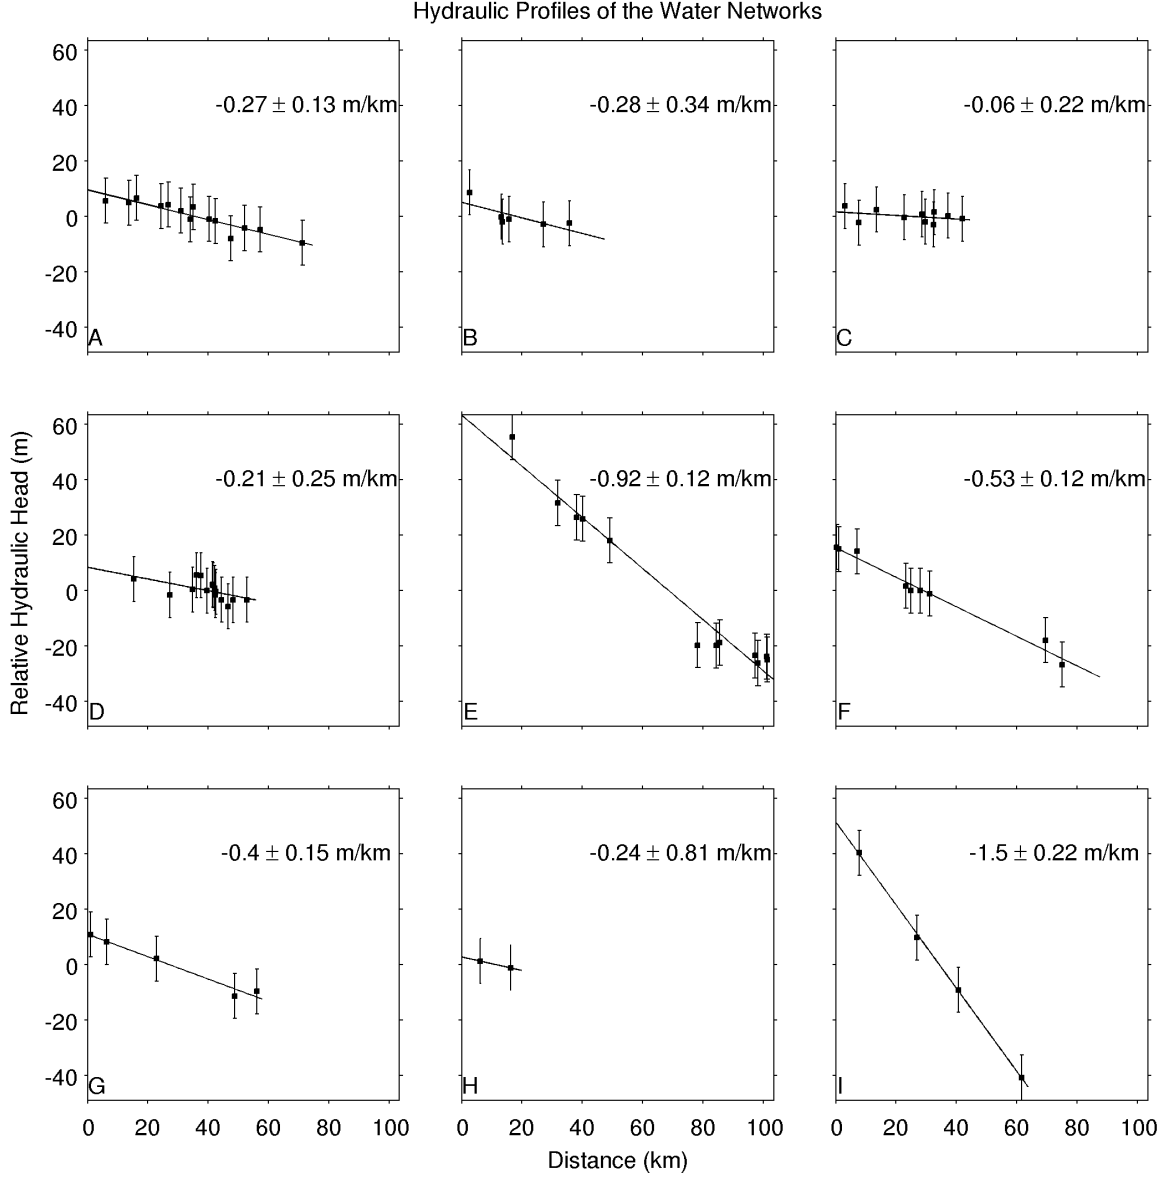 Hydraulic Profiles of the Water Networks
60
40
20
0
-20
-40
-0.27 ± 0.13 m/km
A
-0.28 ± 0.34 m/km
B
-0.06 ± 0.22 m/km
C
Relative Hydraulic Head (m)
60
40
20
0
-20
-40
-0.21 ± 0.25 m/km
D
-0.92 ± 0.12 m/km
E
-0.53 ± 0.12 m/km
F
60
40
20
0
-20
-40
-0.4 ± 0.15 m/km
G
-0.24 ± 0.81 m/km
H
-1.5 ± 0.22 m/km
I
0 20 40 60 80 100 0 20 40 60 80 100 0 20 40 60 80 100
Distance (km)